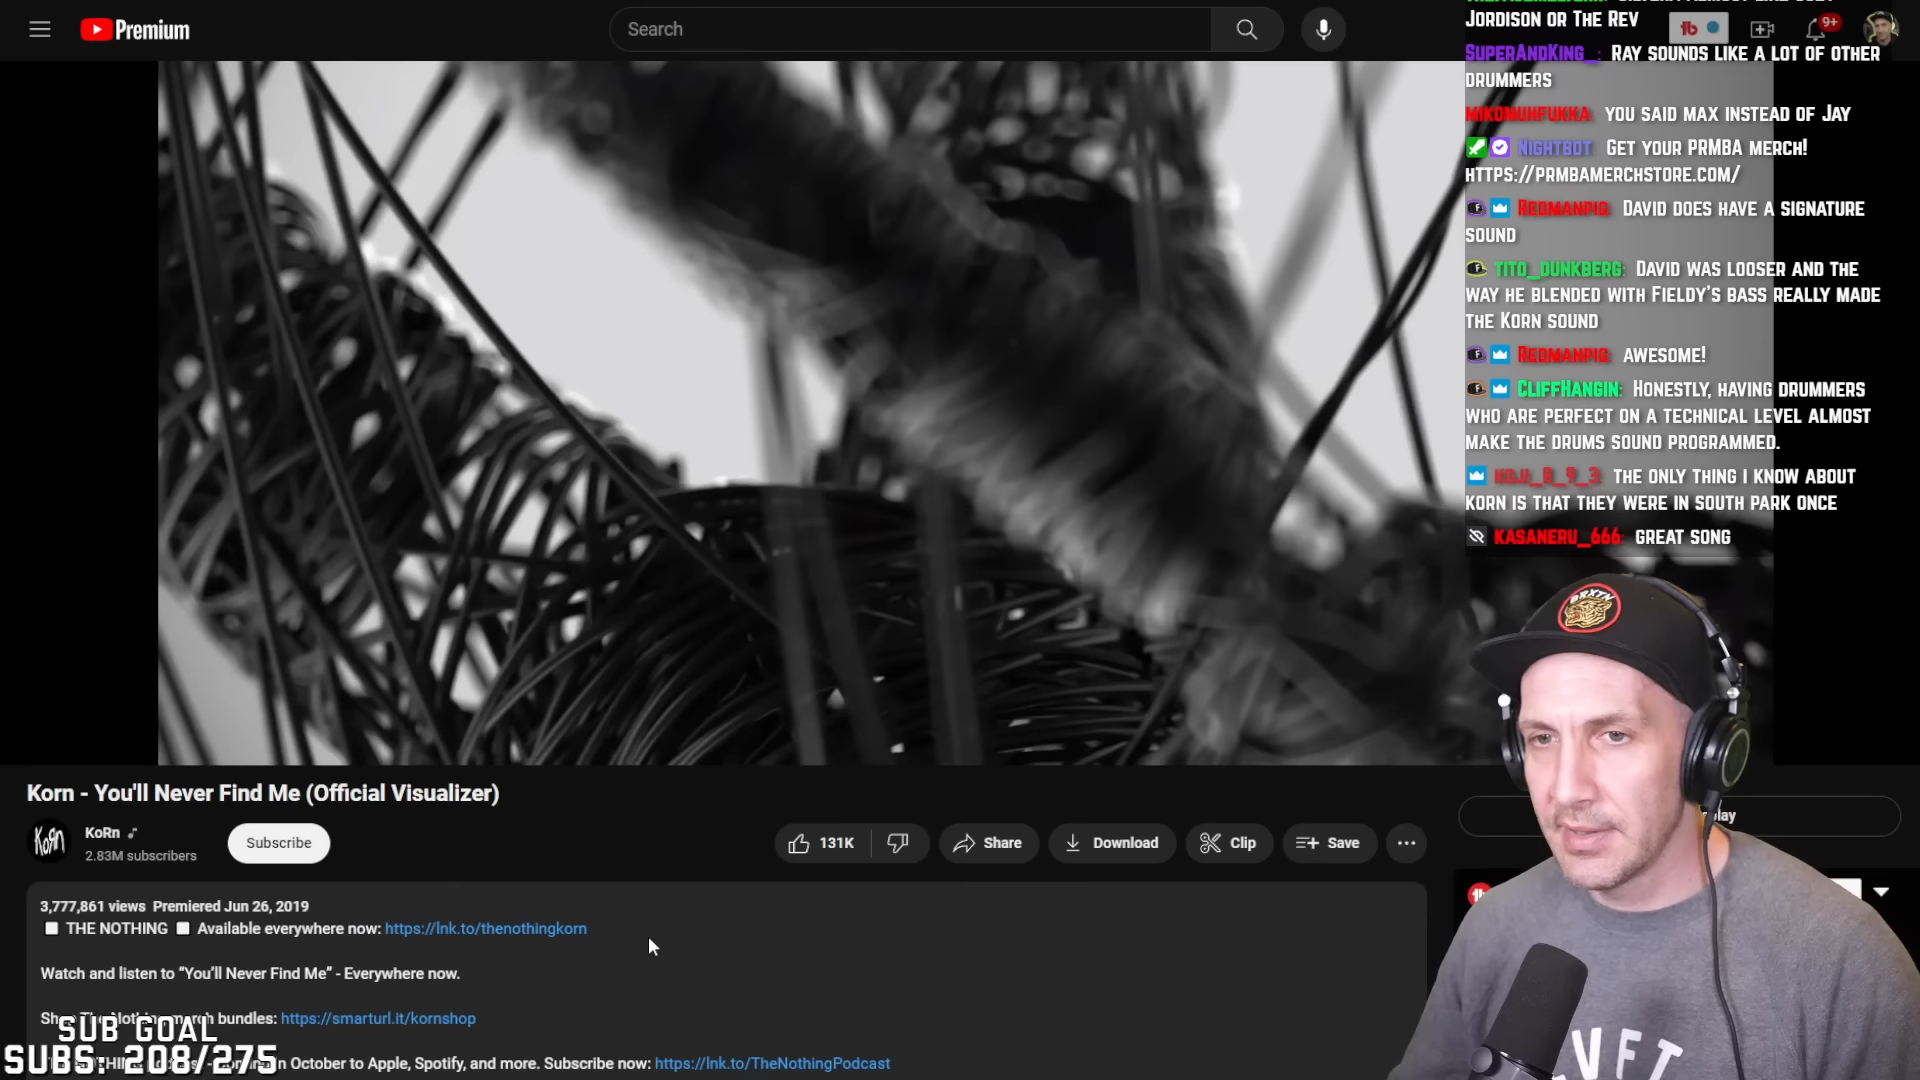 Premium
Search
9+
JORDISON OR THE REV
SUPERANDKING_: RAY SOUNDS LIKE A LOT OF OTHER
DRUMMERS
MIKOMUHFUKKA: YOU SAID MAX INSTEAD OF JAY
NIGHTBOT: GET YOUR PRMBA MERCH!
HTTPS://PRMBAMERCHSTORE.COM/
REDMANPIG: DAVID DOES HAVE A SIGNATURE
SOUND
TITO_DUNKBERG: DAVID WAS LOOSER AND THE
WAY HE BLENDED WITH FIELDY'S BASS REALLY MADE
THE KORN SOUND
REDMANPIG: AWESOME!
CLIFFHANGIN: HONESTLY, HAVING DRUMMERS
WHO ARE PERFECT ON A TECHNICAL LEVEL ALMOST
MAKE THE DRUMS SOUND PROGRAMMED.
THE ONLY THING I KNOW ABOUT
KORN IS THAT THEY WERE IN SOUTH PARK ONCE
KASANERU_666: GREAT SONG
BRXTN
Korn - You'll Never Find Me (Official Visualizer)
KoRn
KoRn
2.83M subscribers
Subscribe
131K
Share
Download
Clip
Save
play
3,777,861 views Premiered Jun 26, 2019
THE NOTHING Available everywhere now: https://lnk.to/thenothingkorn
Watch and listen to “You’ll Never Find Me” - Everywhere now.
merch bundles: https://smarturl.it/kornshop
in October to Apple, Spotify, and more. Subscribe now: https://lnk.to/TheNothingPodcast
SUB GOAL
SUBS: 208/275